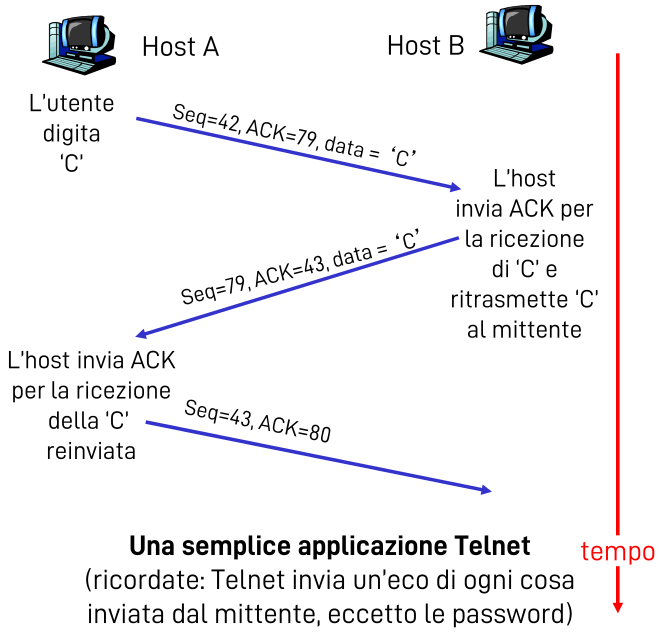 Host A
Host B
L'utente
digita
'C'
Seq=42, ACK=79, data = 'C'
L'host
invia ACK per
la ricezione
di 'C' e
ritrasmette 'C'
al mittente
Seq=79, ACK=43, data = 'C'
L'host invia ACK
per la ricezione
della 'C'
reinviata
Seq=43, ACK=80
Una semplice applicazione Telnet
(ricordate: Telnet invia un'eco di ogni cosa
inviata dal mittente, eccetto le password)
tempo